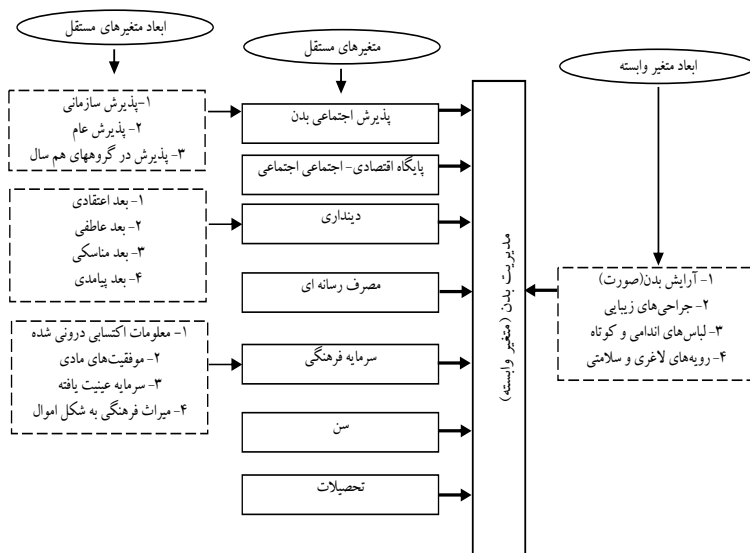 ابعاد متغیرهای مستقل
متغیرهای مستقل
ابعاد متغیر وابسته
۱-پذیرش سازمانی
۲- پذیرش عام
۳- پذیرش در گروههای هم سال
۱- بعد اعتقادی
۲- بعد عاطفی
۳- بعد مناسکی
۴- بعد پیامدی
۱- معلومات اکتسابی درونی شده
۲- موفقیت‌های مادی
۳- سرمایه عینیت یافته
۴- میراث فرهنگی به شکل اموال
پذیرش اجتماعی بدن
پایگاه اقتصادی- اجتماعی اجتماعی
دینداری
مصرف رسانه ای
سرمایه فرهنگی
سن
تحصیلات
مدیریت بدن (متغیر وابسته)
۱- آرایش بدن(صورت)
۲- جراحی‌های زیبایی
۳- لباس‌های اندامی و کوتاه
۴- رویه‌های لاغری و سلامتی